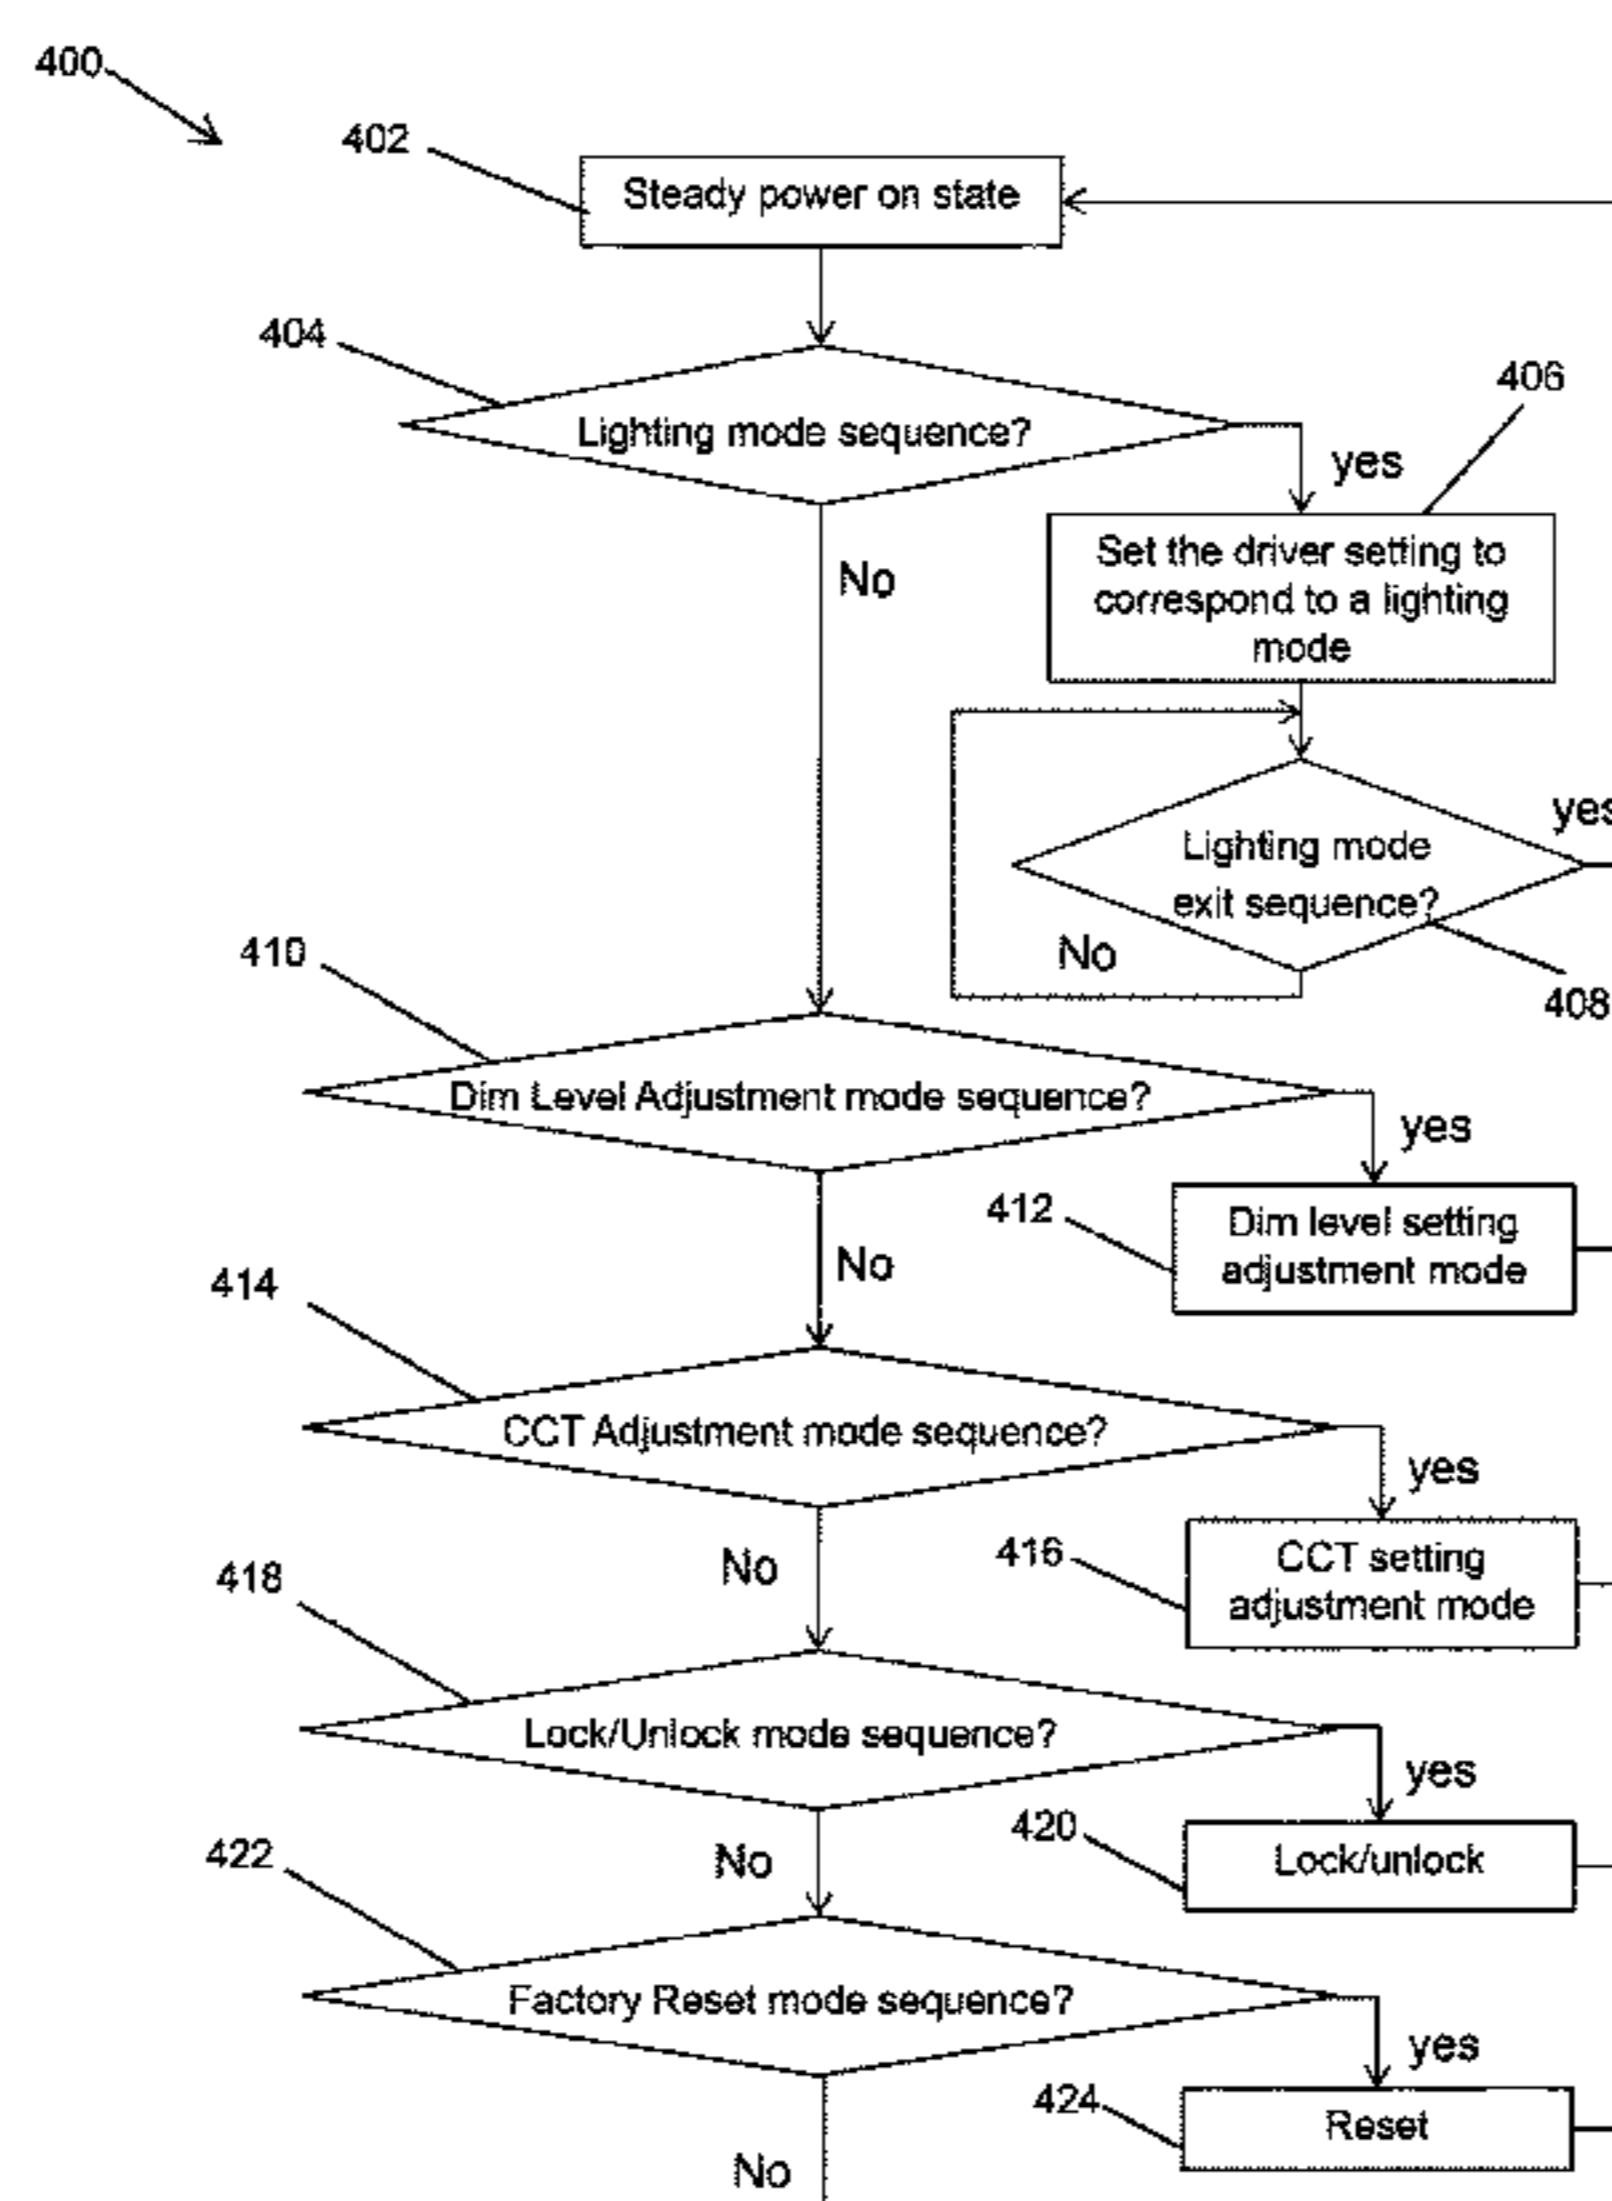 400
402
Steady power on state
404
Lighting mode sequence?
406
yes
Set the driver setting to
correspond to a lighting
mode
No
yes
Lighting mode
exit sequence?
No
408
410
Dim Level Adjustment mode sequence?
yes
412
Dim level setting
adjustment mode
No
414
CCT Adjustment mode sequence?
yes
416
CCT setting
adjustment mode
No
418
Lock/Unlock mode sequence?
yes
420
Lock/unlock
No
422
Factory Reset mode sequence?
yes
424
Reset
No